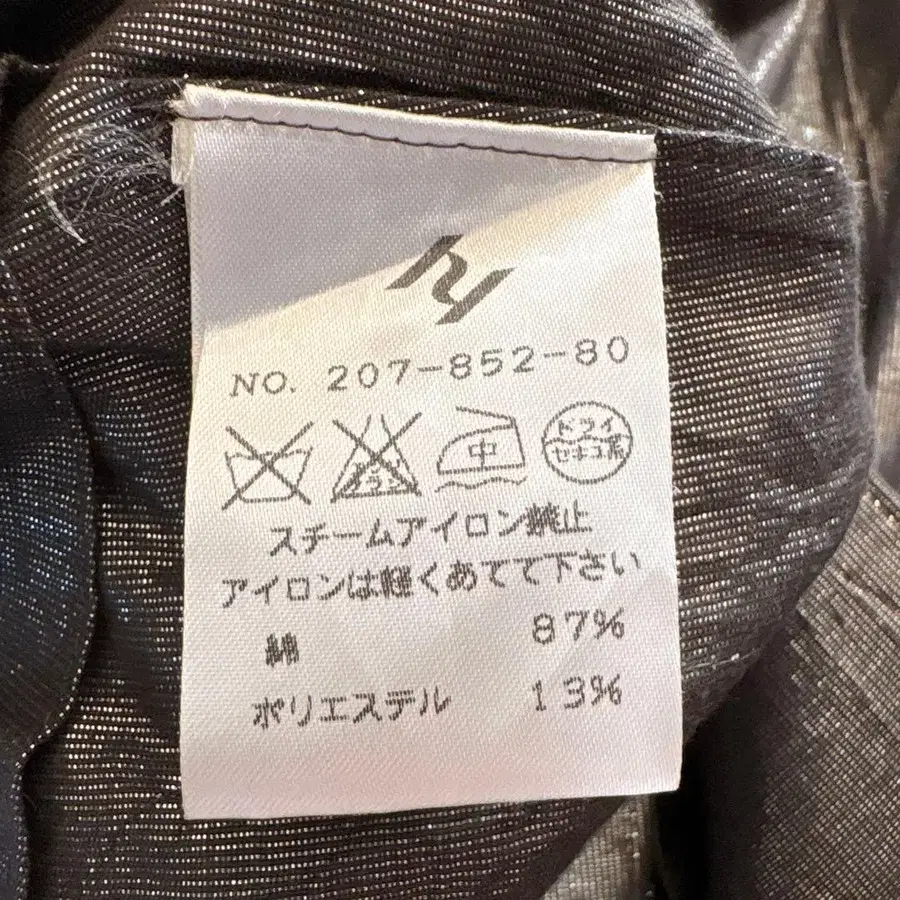 hy
NO. 207-852-80
中
ドライ
セキユ系
スチームアイロン禁止
アイロンは軽くあてて下さい
綿 87%
ポリエステル 13%